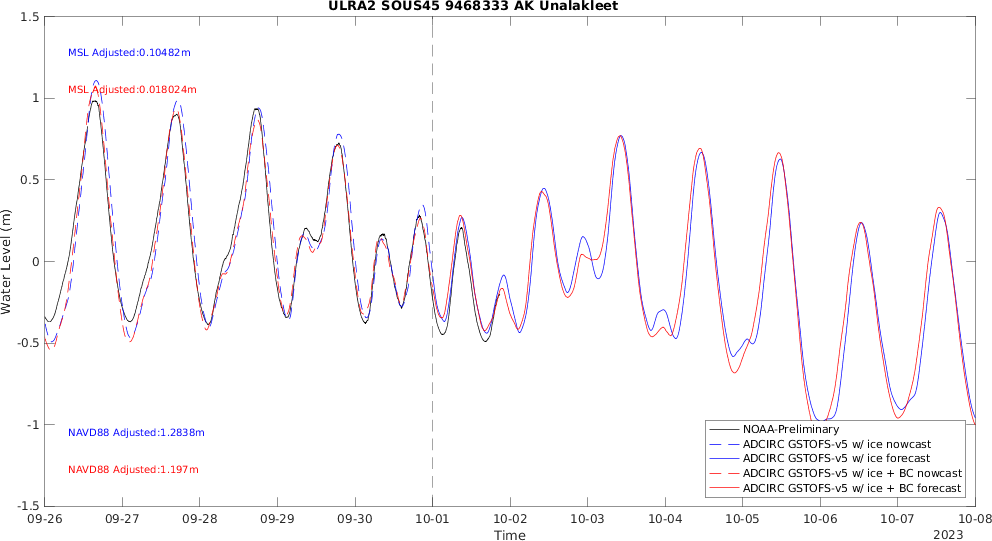 ULRA2 SOUS45 9468333 AK Unalakleet
1.5
MSL Adjusted:0.10482m
MSL Adjusted:0.018024m
1
0.5
Water Level (m)
0
-0.5
-1
NAVD88 Adjusted:1.2838m
NAVD88 Adjusted:1.197m
NOAA-Preliminary
ADCIRC GSTOFS-v5 w/ ice nowcast
ADCIRC GSTOFS-v5 w/ ice forecast
ADCIRC GSTOFS-v5 w/ ice + BC nowcast
ADCIRC GSTOFS-v5 w/ ice + BC forecast
-1.5
09-26 09-27 09-28 09-29 09-30 10-01 10-02 10-03 10-04 10-05 10-06 10-07 10-08
Time
2023